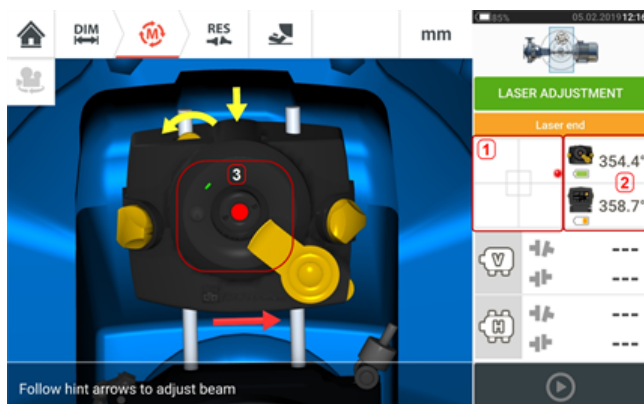 DIM
M
RES
mm
85%
05.02.2019 12:16
LASER ADJUSTMENT
Laser end
1
354.4°
2
358.7°
3
V
---
---
H
---
---
Follow hint arrows to adjust beam